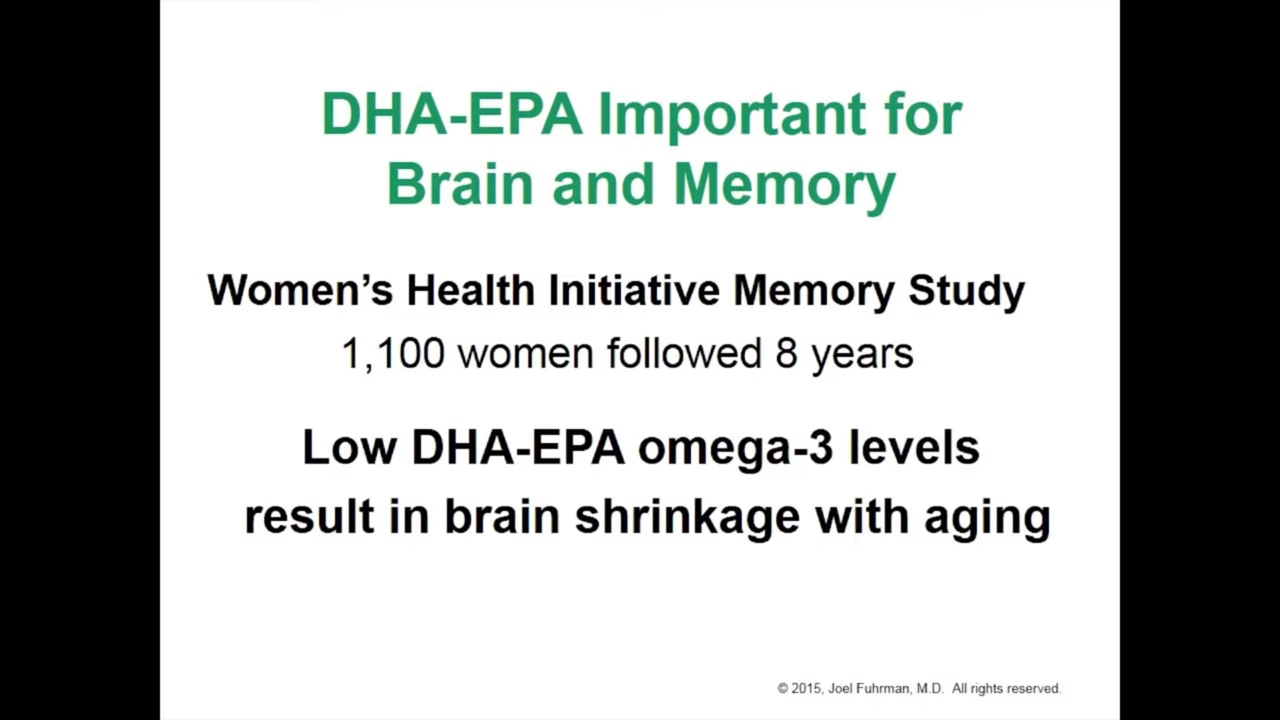 DHA-EPA Important for
Brain and Memory
Women's Health Initiative Memory Study
1,100 women followed 8 years
Low DHA-EPA omega-3 levels
result in brain shrinkage with aging
© 2015, Joel Fuhrman, M.D. All rights reserved.